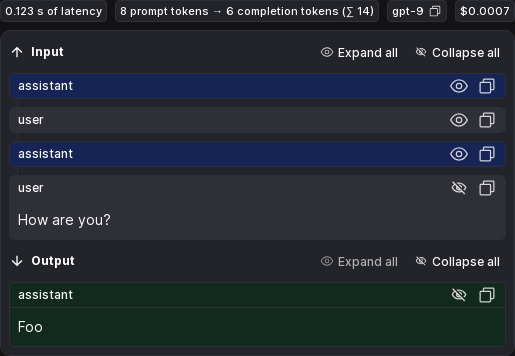 0.123 s of latency 8 prompt tokens → 6 completion tokens (∑ 14) gpt-9 $0.0007
Input Expand all Collapse all
assistant
user
assistant
user
How are you?
Output Expand all Collapse all
assistant
Foo